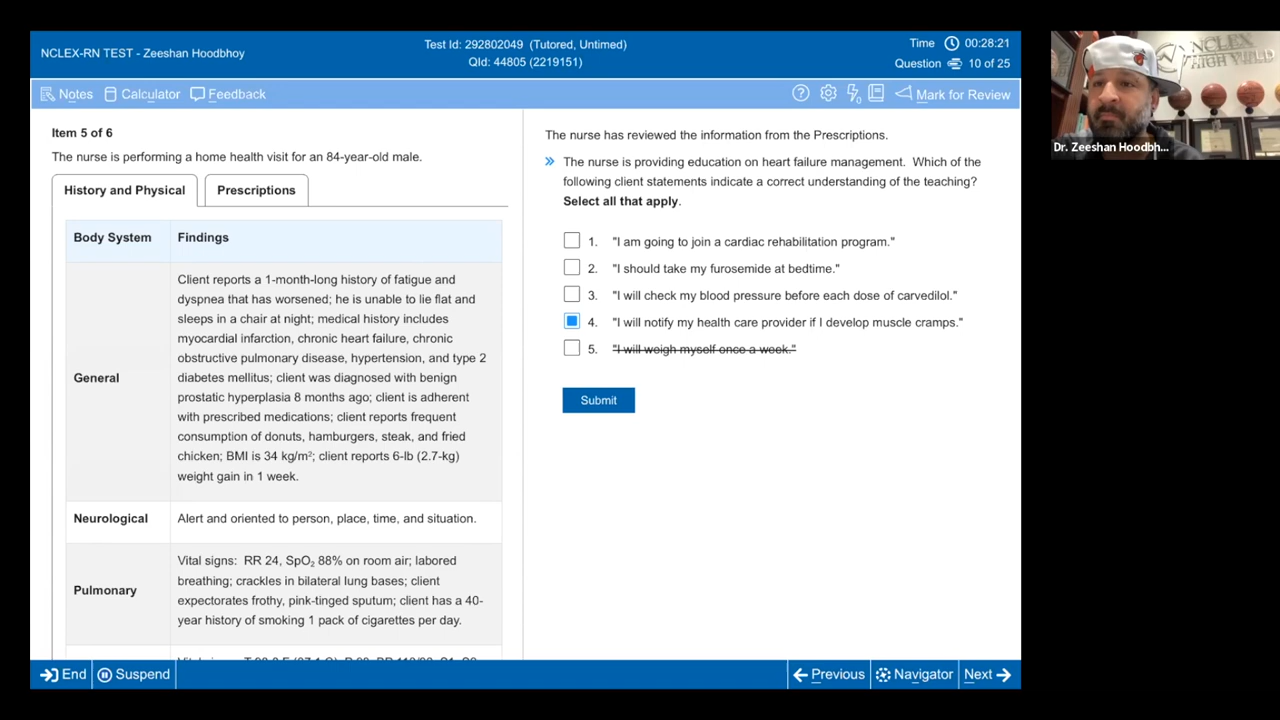 NCLEX-RN TEST - Zeeshan Hoodbhoy
Test Id: 292802049 (Tutored, Untimed)
QId: 44805 (2219151)
Time 00:28:21
Question 10 of 25
Notes Calculator Feedback
Mark for Review
Item 5 of 6
The nurse is performing a home health visit for an 84-year-old male.
History and Physical Prescriptions
Body System Findings
General
Client reports a 1-month-long history of fatigue and
dyspnea that has worsened; he is unable to lie flat and
sleeps in a chair at night; medical history includes
myocardial infarction, chronic heart failure, chronic
obstructive pulmonary disease, hypertension, and type 2
diabetes mellitus; client was diagnosed with benign
prostatic hyperplasia 8 months ago; client is adherent
with prescribed medications; client reports frequent
consumption of donuts, hamburgers, steak, and fried
chicken; BMI is 34 kg/m²; client reports 6-lb (2.7-kg)
weight gain in 1 week.
Neurological Alert and oriented to person, place, time, and situation.
Pulmonary
Vital signs: RR 24, SpO₂ 88% on room air; labored
breathing; crackles in bilateral lung bases; client
expectorates frothy, pink-tinged sputum; client has a 40-
year history of smoking 1 pack of cigarettes per day.
The nurse has reviewed the information from the Prescriptions.
The nurse is providing education on heart failure management. Which of the
following client statements indicate a correct understanding of the teaching?
Select all that apply.
1. "I am going to join a cardiac rehabilitation program."
2. "I should take my furosemide at bedtime."
3. "I will check my blood pressure before each dose of carvedilol."
4. "I will notify my health care provider if I develop muscle cramps."
5. "I will weigh myself once a week."
Submit
End Suspend
Previous Navigator Next
NCLEX
HIGH YIELD
Dr. Zeeshan Hoodbh...